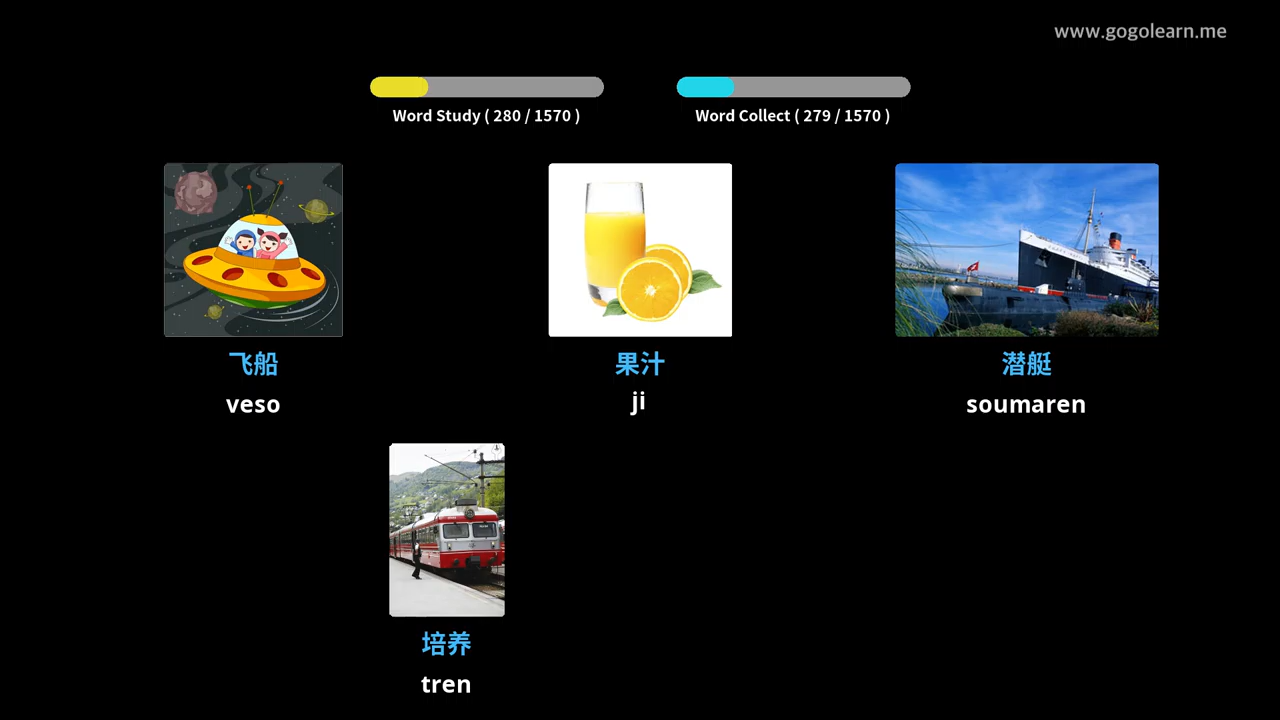 www.gogolearn.me
Word Study ( 280 / 1570 )
Word Collect ( 279 / 1570 )
飞船
veso
果汁
ji
潜艇
soumaren
培养
tren